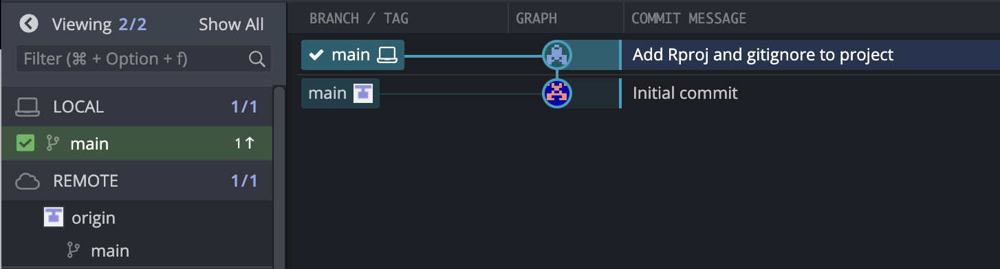 Viewing 2/2 Show All
Filter (⌘ + Option + f)
LOCAL 1/1
main 1↑
REMOTE 1/1
origin
main
BRANCH / TAG GRAPH COMMIT MESSAGE
main Add Rproj and gitignore to project
main Initial commit